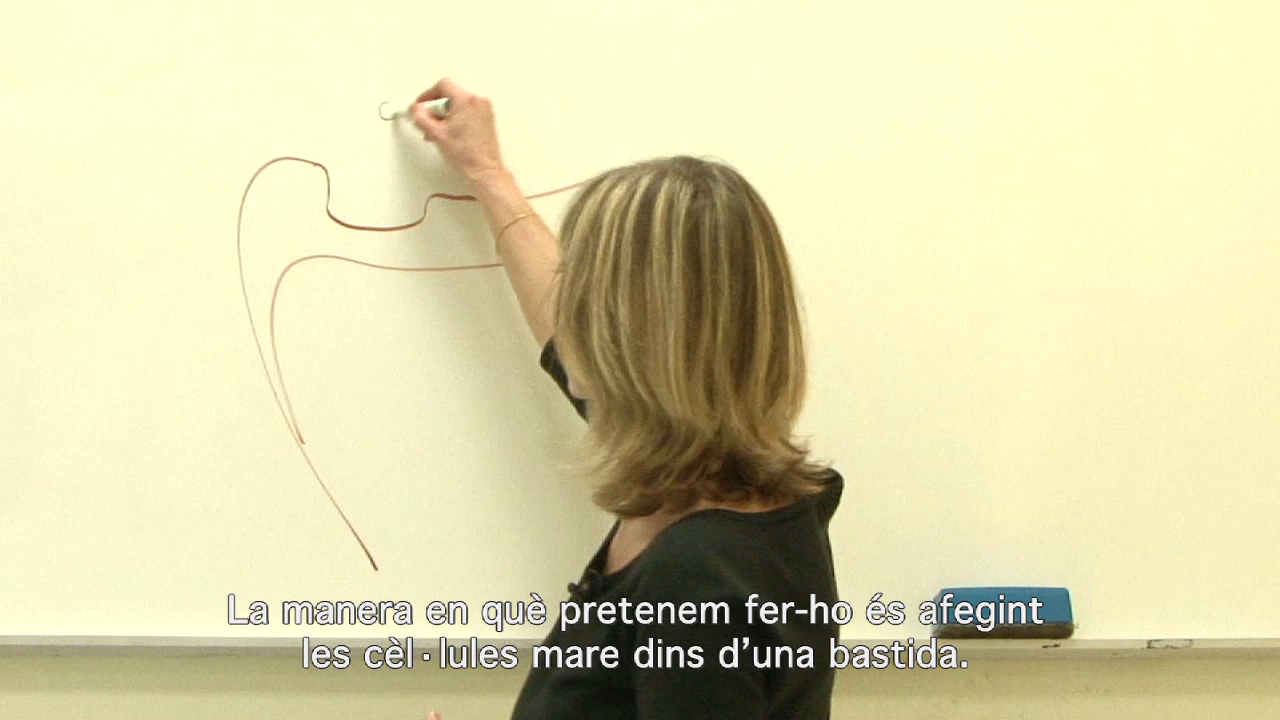 La manera en què pretenem fer-ho és afegint
les cèl·lules mare dins d'una bastida.